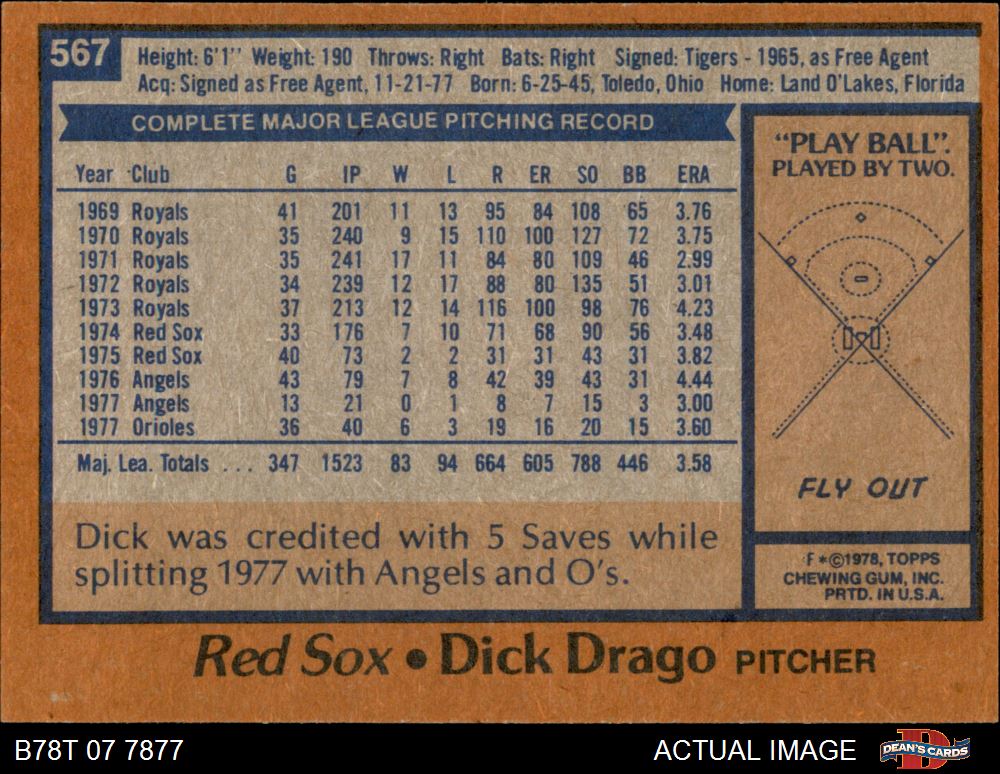 567
Height: 6'1" Weight: 190 Throws: Right Bats: Right Signed: Tigers - 1965, as Free Agent
Acq: Signed as Free Agent, 11-21-77 Born: 6-25-45, Toledo, Ohio Home: Land O'Lakes, Florida
COMPLETE MAJOR LEAGUE PITCHING RECORD
Year Club G IP W L R ER SO BB ERA
1969 Royals 41 201 11 13 95 84 108 65 3.76
1970 Royals 35 240 9 15 110 100 127 72 3.75
1971 Royals 35 241 17 11 84 80 109 46 2.99
1972 Royals 34 239 12 17 88 80 135 51 3.01
1973 Royals 37 213 12 14 116 100 98 76 4.23
1974 Red Sox 33 176 7 10 71 68 90 56 3.48
1975 Red Sox 40 73 2 2 31 31 43 31 3.82
1976 Angels 43 79 7 8 42 39 43 31 4.44
1977 Angels 13 21 0 1 8 7 15 3 3.00
1977 Orioles 36 40 6 3 19 16 20 15 3.60
Maj. Lea. Totals ... 347 1523 83 94 664 605 788 446 3.58
Dick was credited with 5 Saves while
splitting 1977 with Angels and O's.
"PLAY BALL".
PLAYED BY TWO.
FLY OUT
F*©1978, TOPPS
CHEWING GUM, INC.
PRTD. IN U.S.A.
Red Sox • Dick Drago PITCHER
B78T 07 7877
ACTUAL IMAGE
DEAN'S CARDS